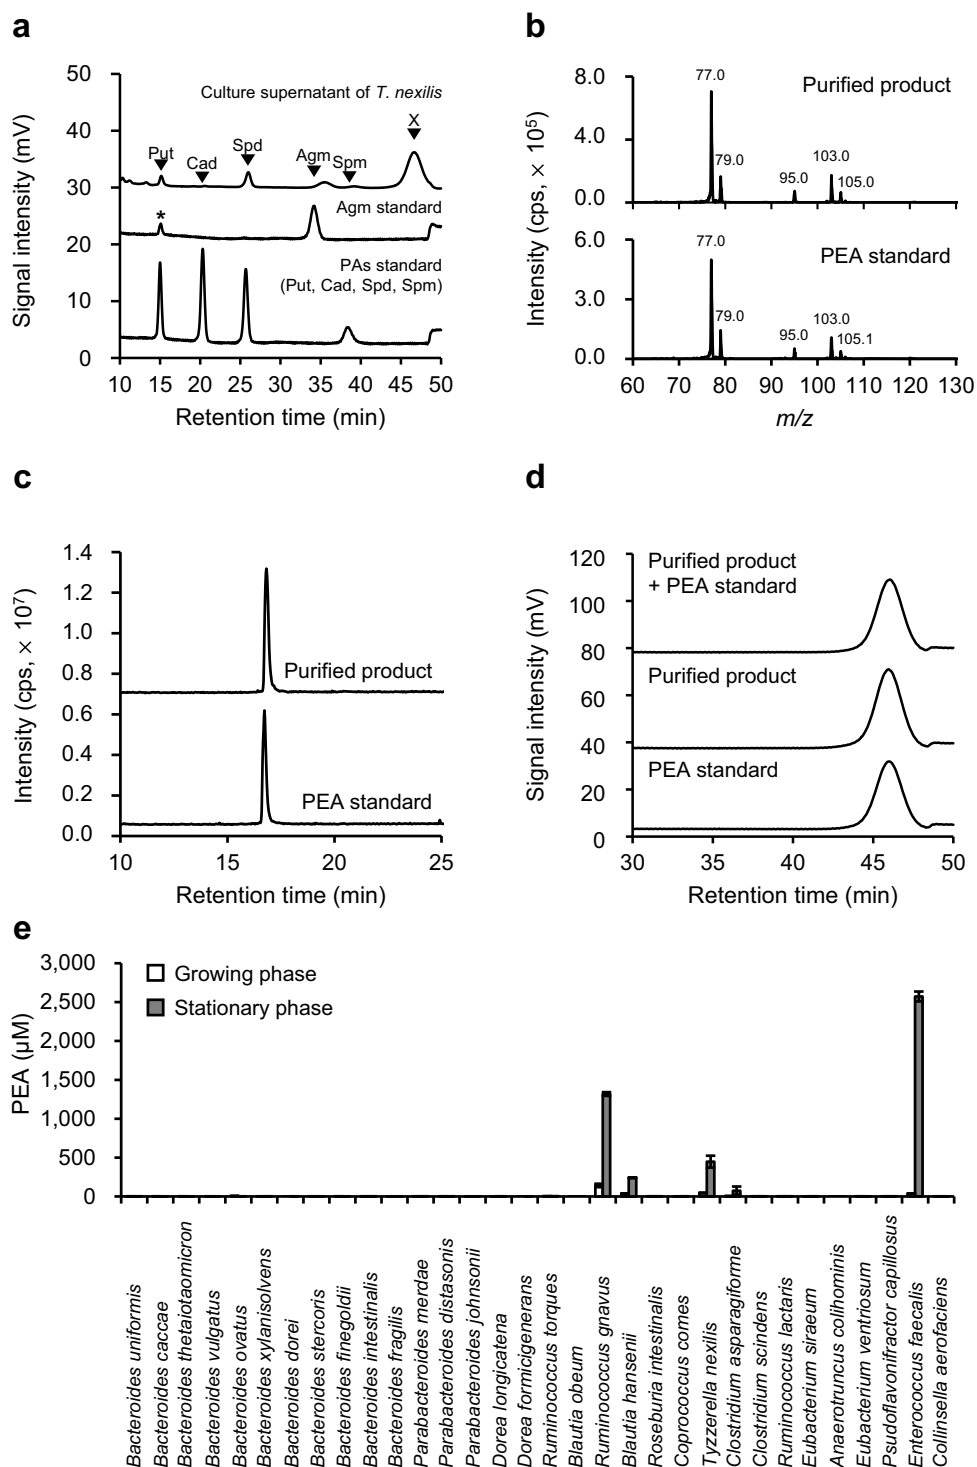 a
50
40
30
20
10
0
Signal intensity (mV)
Culture supernatant of T. nexilis
Put
Cad
Spd
Agm
Spm
X
Agm standard
*
PAs standard
(Put, Cad, Spd, Spm)
10 15 20 25 30 35 40 45 50
Retention time (min)
b
8.0
4.0
0.0
Purified product
77.0
79.0
95.0
103.0
105.0
Intensity (cps, × 10⁵)
6.0
3.0
0.0
PEA standard
77.0
79.0
95.0
103.0
105.1
60 70 80 90 100 110 120 130
m/z
c
1.4
1.2
1.0
0.8
0.6
0.4
0.2
0.0
Intensity (cps, × 10⁷)
Purified product
PEA standard
10 15 20 25
Retention time (min)
d
120
100
80
60
40
20
0
Signal intensity (mV)
Purified product
+ PEA standard
Purified product
PEA standard
30 35 40 45 50
Retention time (min)
e
3,000
2,500
2,000
1,500
1,000
500
0
PEA (µM)
Growing phase
Stationary phase
Bacteroides uniformis
Bacteroides caccae
Bacteroides thetaiotaomicron
Bacteroides vulgatus
Bacteroides ovatus
Bacteroides xylanisolvens
Bacteroides dorei
Bacteroides stercoris
Bacteroides finegoldii
Bacteroides intestinalis
Bacteroides fragilis
Parabacteroides merdae
Parabacteroides distasonis
Parabacteroides johnsonii
Dorea longicatena
Dorea formicigenerans
Ruminococcus torques
Blautia obeum
Ruminococcus gnavus
Blautia hansenii
Roseburia intestinalis
Coprococcus comes
Tyzzerella nexilis
Clostridium asparagiforme
Clostridium scindens
Ruminococcus lactaris
Eubacterium siraeum
Anaerotruncus colihominis
Eubacterium ventriosum
Psudoflavonifractor capillosus
Enterococcus faecalis
Collinsella aerofaciens